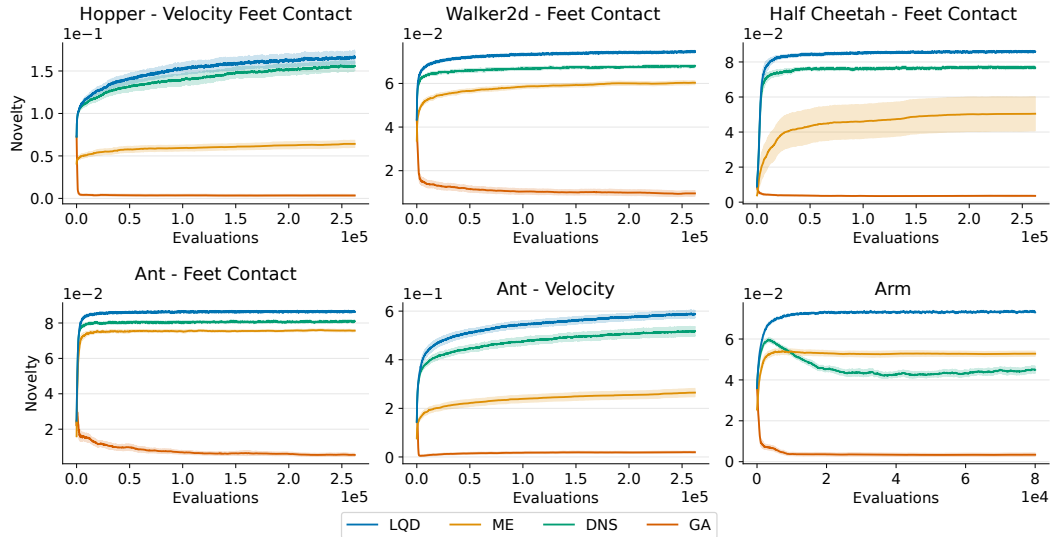 Hopper - Velocity Feet Contact
Walker2d - Feet Contact
Half Cheetah - Feet Contact
1e−1
1e−2
1e−2
Novelty
1.5
1.0
0.5
0.0
6
4
2
8
6
4
2
0
0.0 0.5 1.0 1.5 2.0 2.5
0.0 0.5 1.0 1.5 2.0 2.5
0.0 0.5 1.0 1.5 2.0 2.5
Evaluations 1e5
Evaluations 1e5
Evaluations 1e5
Ant - Feet Contact
Ant - Velocity
Arm
1e−2
1e−1
1e−2
Novelty
8
6
4
2
6
4
2
0
8
6
4
2
0
0.0 0.5 1.0 1.5 2.0 2.5
0.0 0.5 1.0 1.5 2.0 2.5
0 2 4 6 8
Evaluations 1e5
Evaluations 1e5
Evaluations 1e4
LQD ME DNS GA